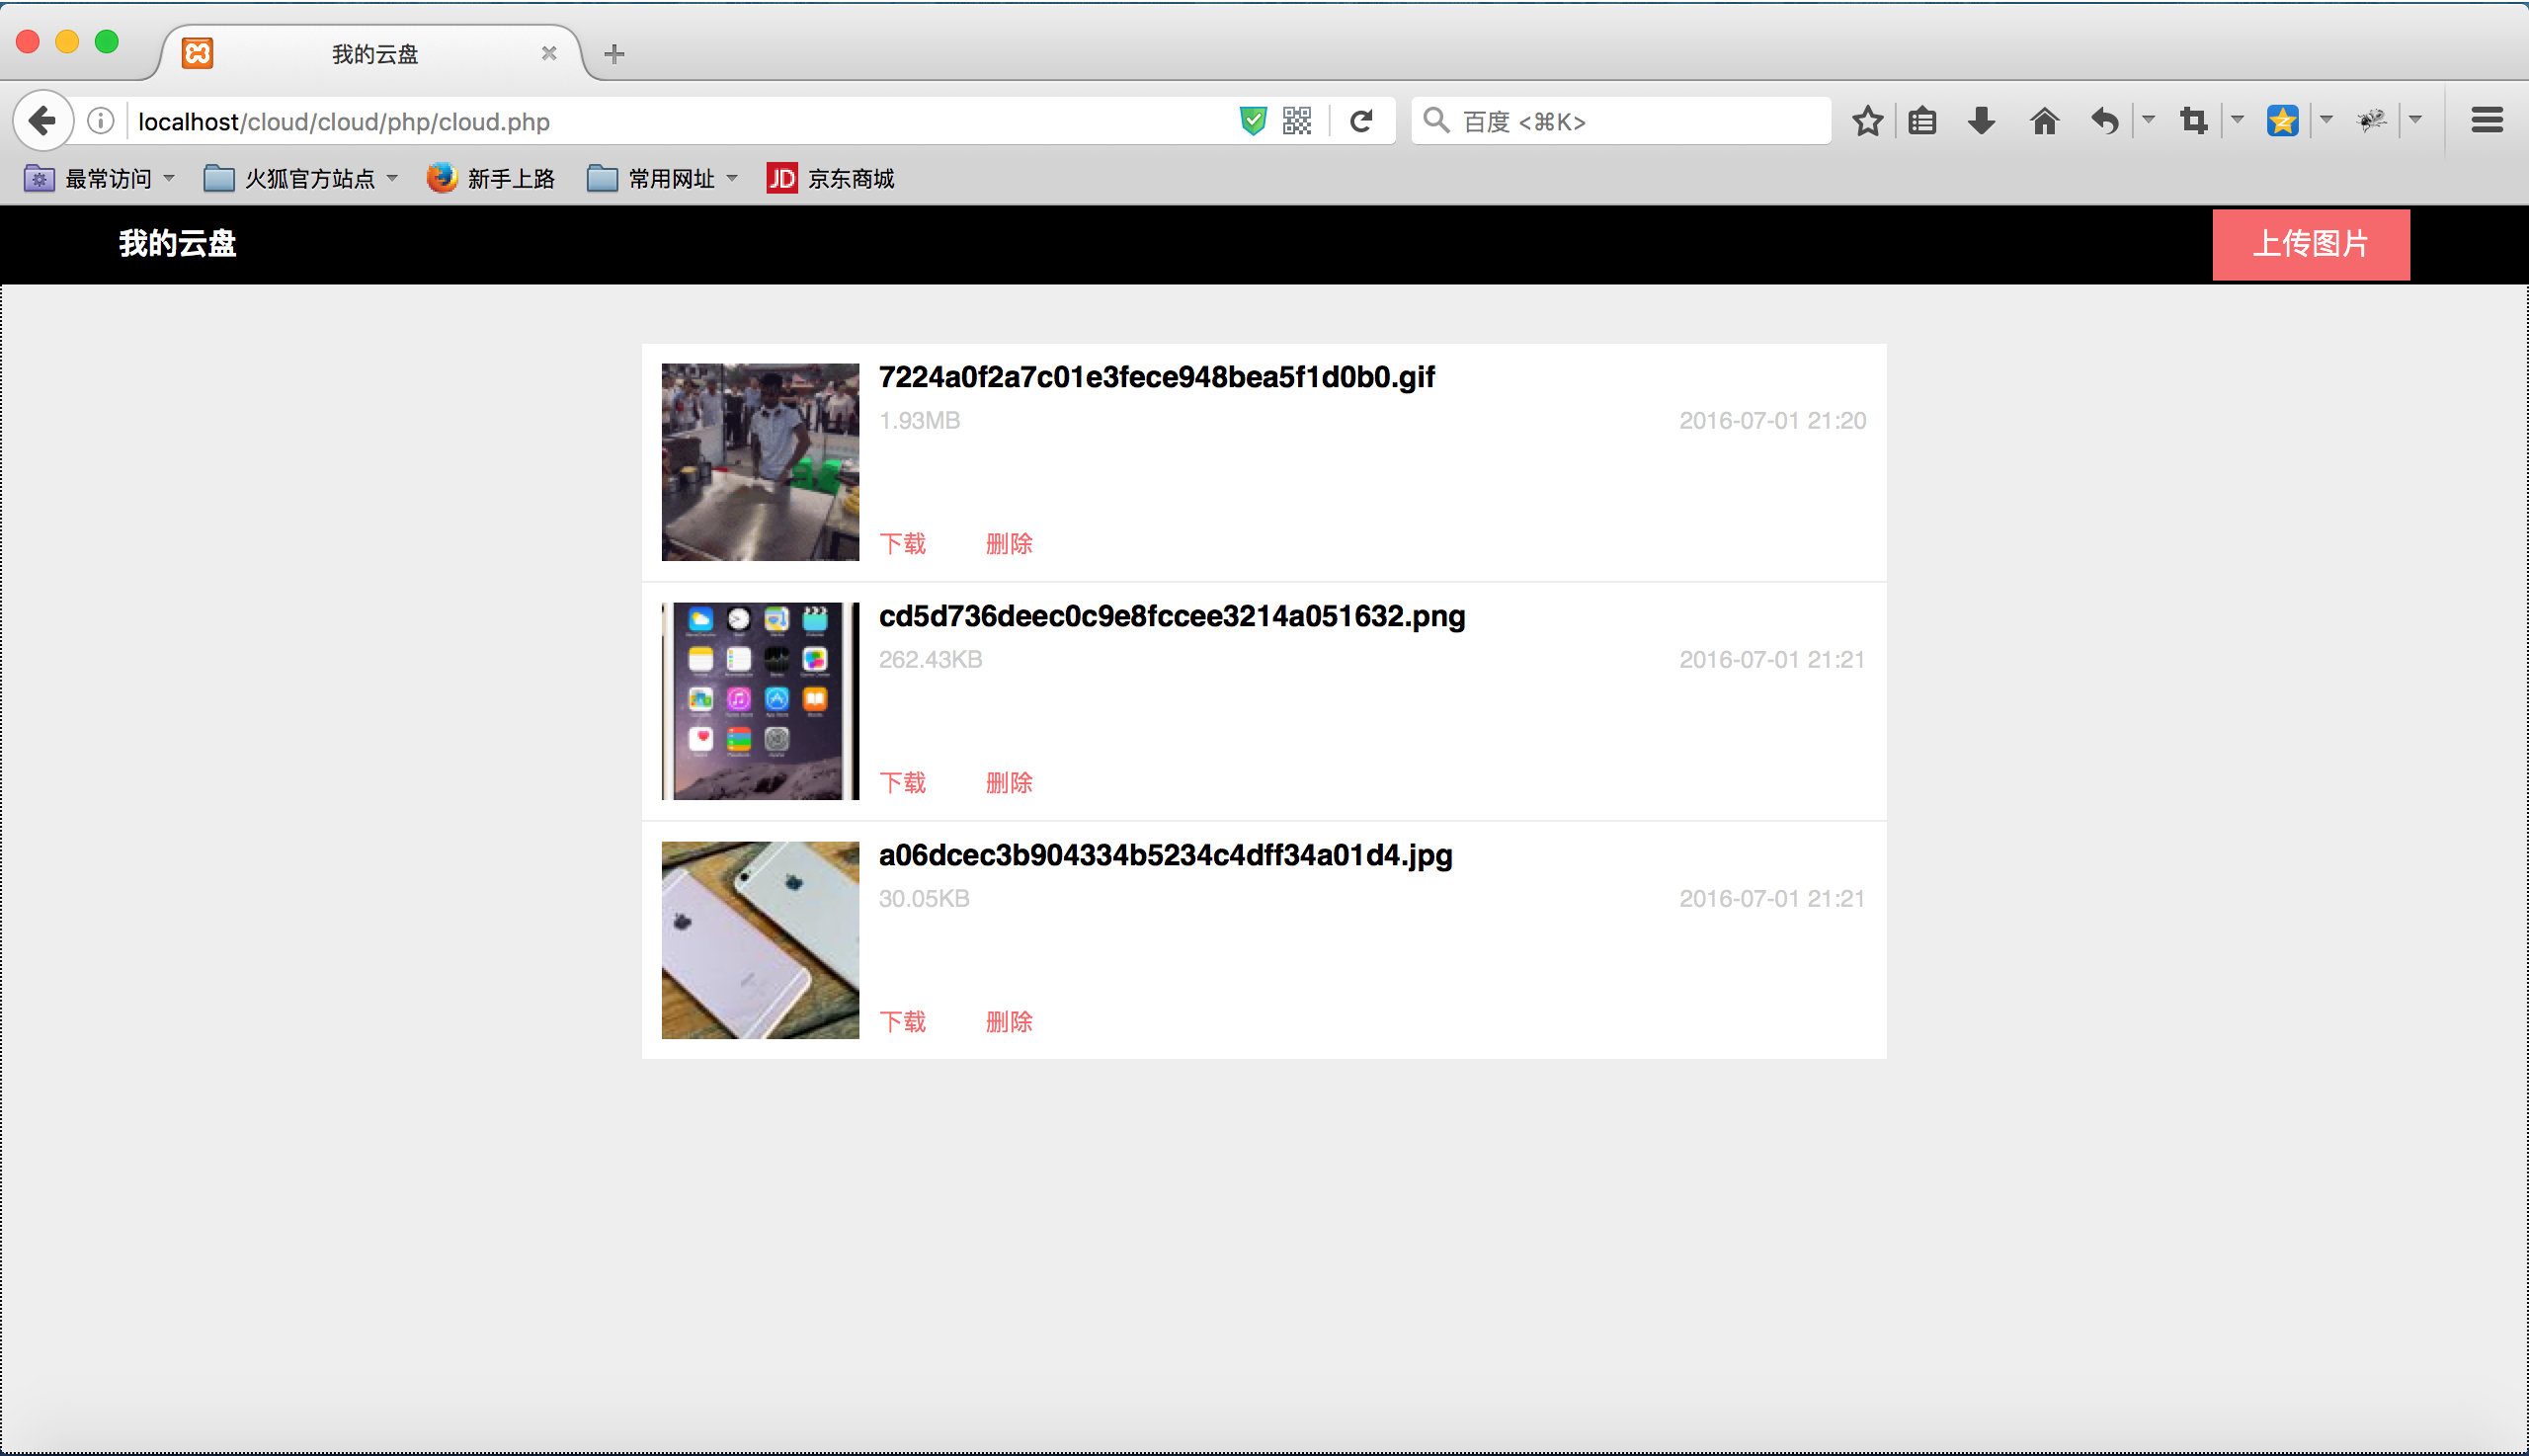 我的云盘
localhost/cloud/cloud/php/cloud.php
百度 <⌘K>
最常访问 火狐官方站点 新手上路 常用网址 JD 京东商城
我的云盘 上传图片
7224a0f2a7c01e3fece948bea5f1d0b0.gif
1.93MB 2016-07-01 21:20
下载 删除
cd5d736deec0c9e8fccee3214a051632.png
262.43KB 2016-07-01 21:21
下载 删除
a06dcec3b904334b5234c4dff34a01d4.jpg
30.05KB 2016-07-01 21:21
下载 删除